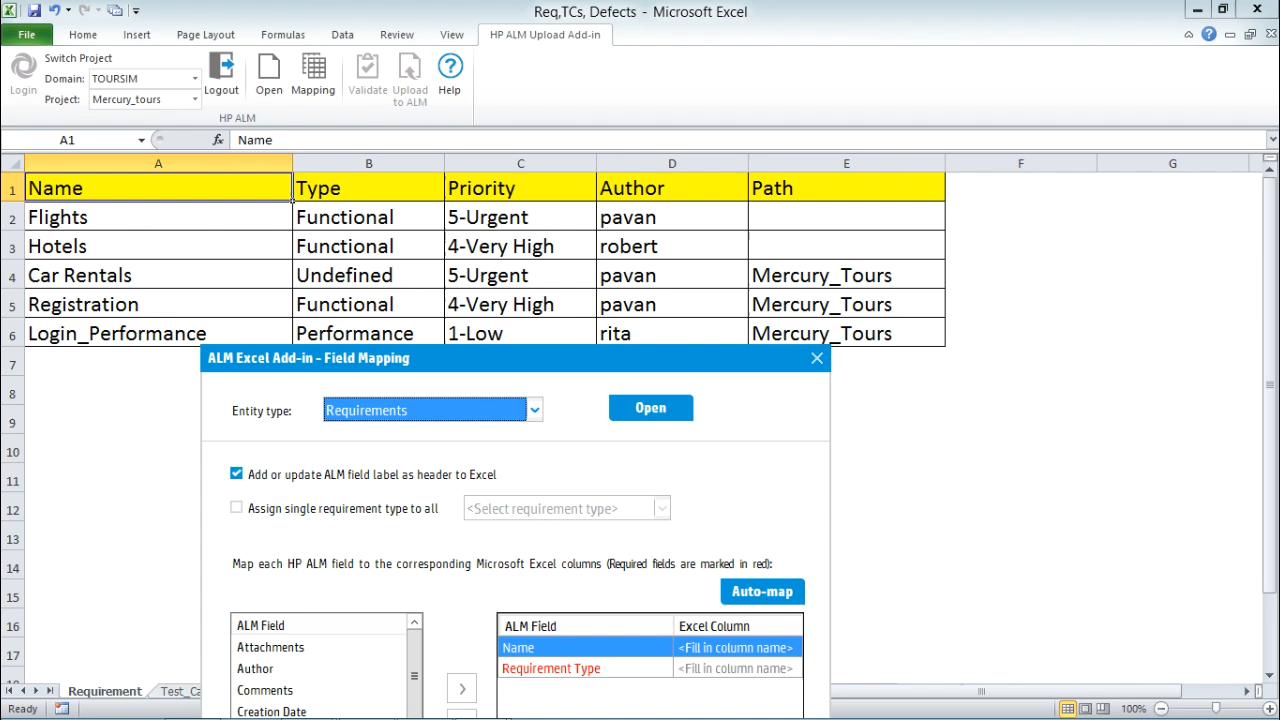 Req,TCs, Defects - Microsoft Excel
File Home Insert Page Layout Formulas Data Review View HP ALM Upload Add-in
Switch Project
Domain: TOURSIM
Project: Mercury_tours
Login Logout Open Mapping Validate Upload to ALM Help
HP ALM
A1 fx Name
A B C D E F G
1 Name Type Priority Author Path
2 Flights Functional 5-Urgent pavan
3 Hotels Functional 4-Very High robert
4 Car Rentals Undefined 5-Urgent pavan Mercury_Tours
5 Registration Functional 4-Very High pavan Mercury_Tours
6 Login_Performance Performance 1-Low rita Mercury_Tours
7
8
9
10
11
12
13
14
15
16
17
ALM Excel Add-in - Field Mapping
Entity type: Requirements Open
Add or update ALM field label as header to Excel
Assign single requirement type to all <Select requirement type>
Map each HP ALM field to the corresponding Microsoft Excel columns (Required fields are marked in red):
Auto-map
ALM Field
Attachments
Author
Comments
Creation Date
ALM Field Excel Column
Name <Fill in column name>
Requirement Type <Fill in column name>
Requirement Test_Ca
Ready 100%